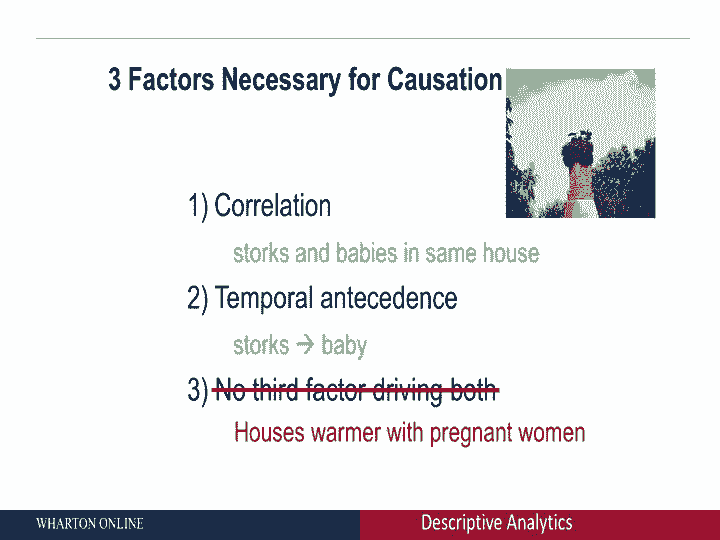 3 Factors Necessary for Causation
1) Correlation
storks and babies in same house
2) Temporal antecedence
storks → baby
3) No third factor driving both
Houses warmer with pregnant women
WHARTON ONLINE
Descriptive Analytics